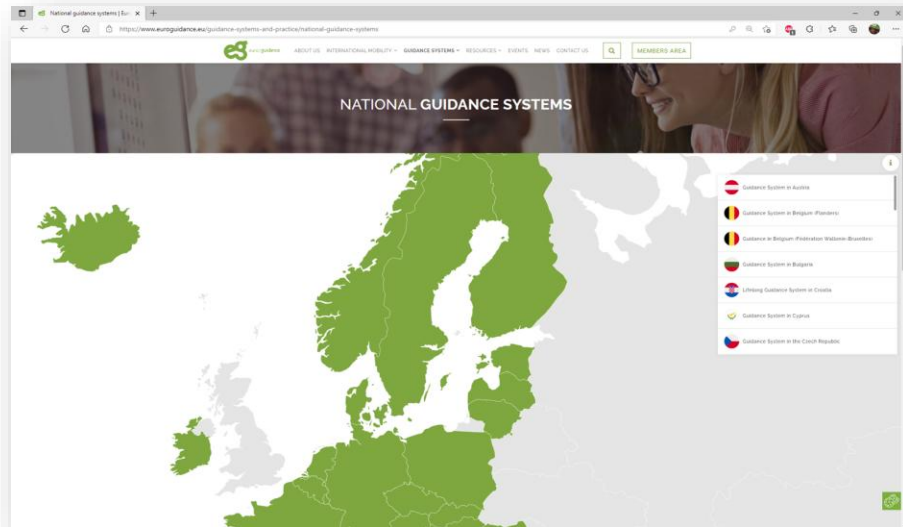 National guidance systems | Eur
https://www.euroguidance.eu/guidance-systems-and-practice/national-guidance-systems
euroguidance
ABOUT US INTERNATIONAL MOBILITY GUIDANCE SYSTEMS RESOURCES EVENTS NEWS CONTACT US MEMBERS AREA
NATIONAL GUIDANCE SYSTEMS
i
Guidance System in Austria
Guidance System in Belgium (Flanders)
Guidance in Belgium (Fédération Wallonie-Bruxelles)
Guidance System in Bulgaria
Lifelong Guidance System in Croatia
Guidance System in Cyprus
Guidance System in the Czech Republic